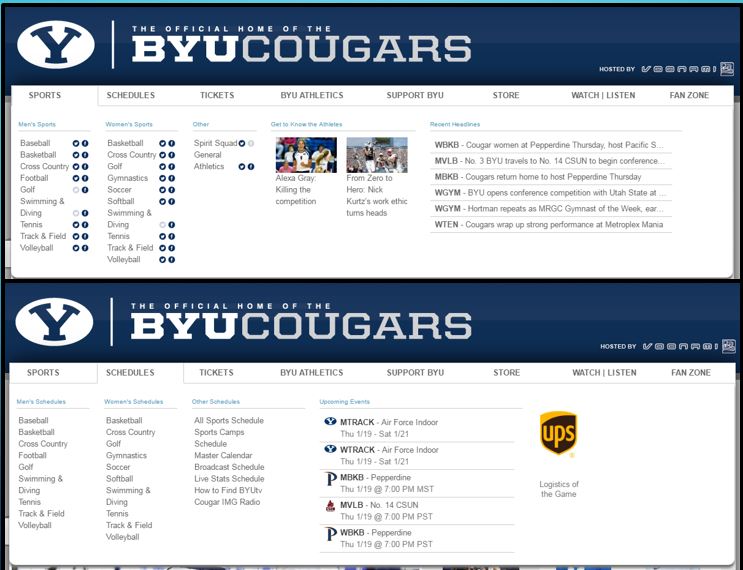 THE OFFICIAL HOME OF THE
BYUCOUGARS
HOSTED BY
SPORTS SCHEDULES TICKETS BYU ATHLETICS SUPPORT BYU STORE WATCH | LISTEN FAN ZONE
Men's Sports
Baseball
Basketball
Cross Country
Football
Golf
Swimming &
Diving
Tennis
Track & Field
Volleyball
Women's Sports
Basketball
Cross Country
Golf
Gymnastics
Soccer
Softball
Swimming &
Diving
Tennis
Track & Field
Volleyball
Other
Spirit Squad
General
Athletics
Get to Know the Athletes
Alexa Gray:
Killing the
competition
From Zero to
Hero: Nick
Kurtz's work ethic
turns heads
Recent Headlines
WBKB - Cougar women at Pepperdine Thursday, host Pacific S...
MVLB - No. 3 BYU travels to No. 14 CSUN to begin conference...
MBKB - Cougars return home to host Pepperdine Thursday
WGYM - BYU opens conference competition with Utah State at ...
WGYM - Hortman repeats as MRGC Gymnast of the Week, ear...
WTEN - Cougars wrap up strong performance at Metroplex Mania
THE OFFICIAL HOME OF THE
BYUCOUGARS
HOSTED BY
SPORTS SCHEDULES TICKETS BYU ATHLETICS SUPPORT BYU STORE WATCH | LISTEN FAN ZONE
Men's Schedules
Baseball
Basketball
Cross Country
Football
Golf
Swimming &
Diving
Tennis
Track & Field
Volleyball
Women's Schedules
Basketball
Cross Country
Golf
Gymnastics
Soccer
Softball
Swimming &
Diving
Tennis
Track & Field
Volleyball
Other Schedules
All Sports Schedule
Sports Camps
Schedule
Master Calendar
Broadcast Schedule
Live Stats Schedule
How to Find BYUtv
Cougar IMG Radio
Upcoming Events
MTRACK - Air Force Indoor
Thu 1/19 - Sat 1/21
WTRACK - Air Force Indoor
Thu 1/19 - Sat 1/21
MBKB - Pepperdine
Thu 1/19 @ 7:00 PM MST
MVLB - No. 14 CSUN
Thu 1/19 @ 7:00 PM PST
WBKB - Pepperdine
Thu 1/19 @ 7:00 PM PST
ups
Logistics of
the Game